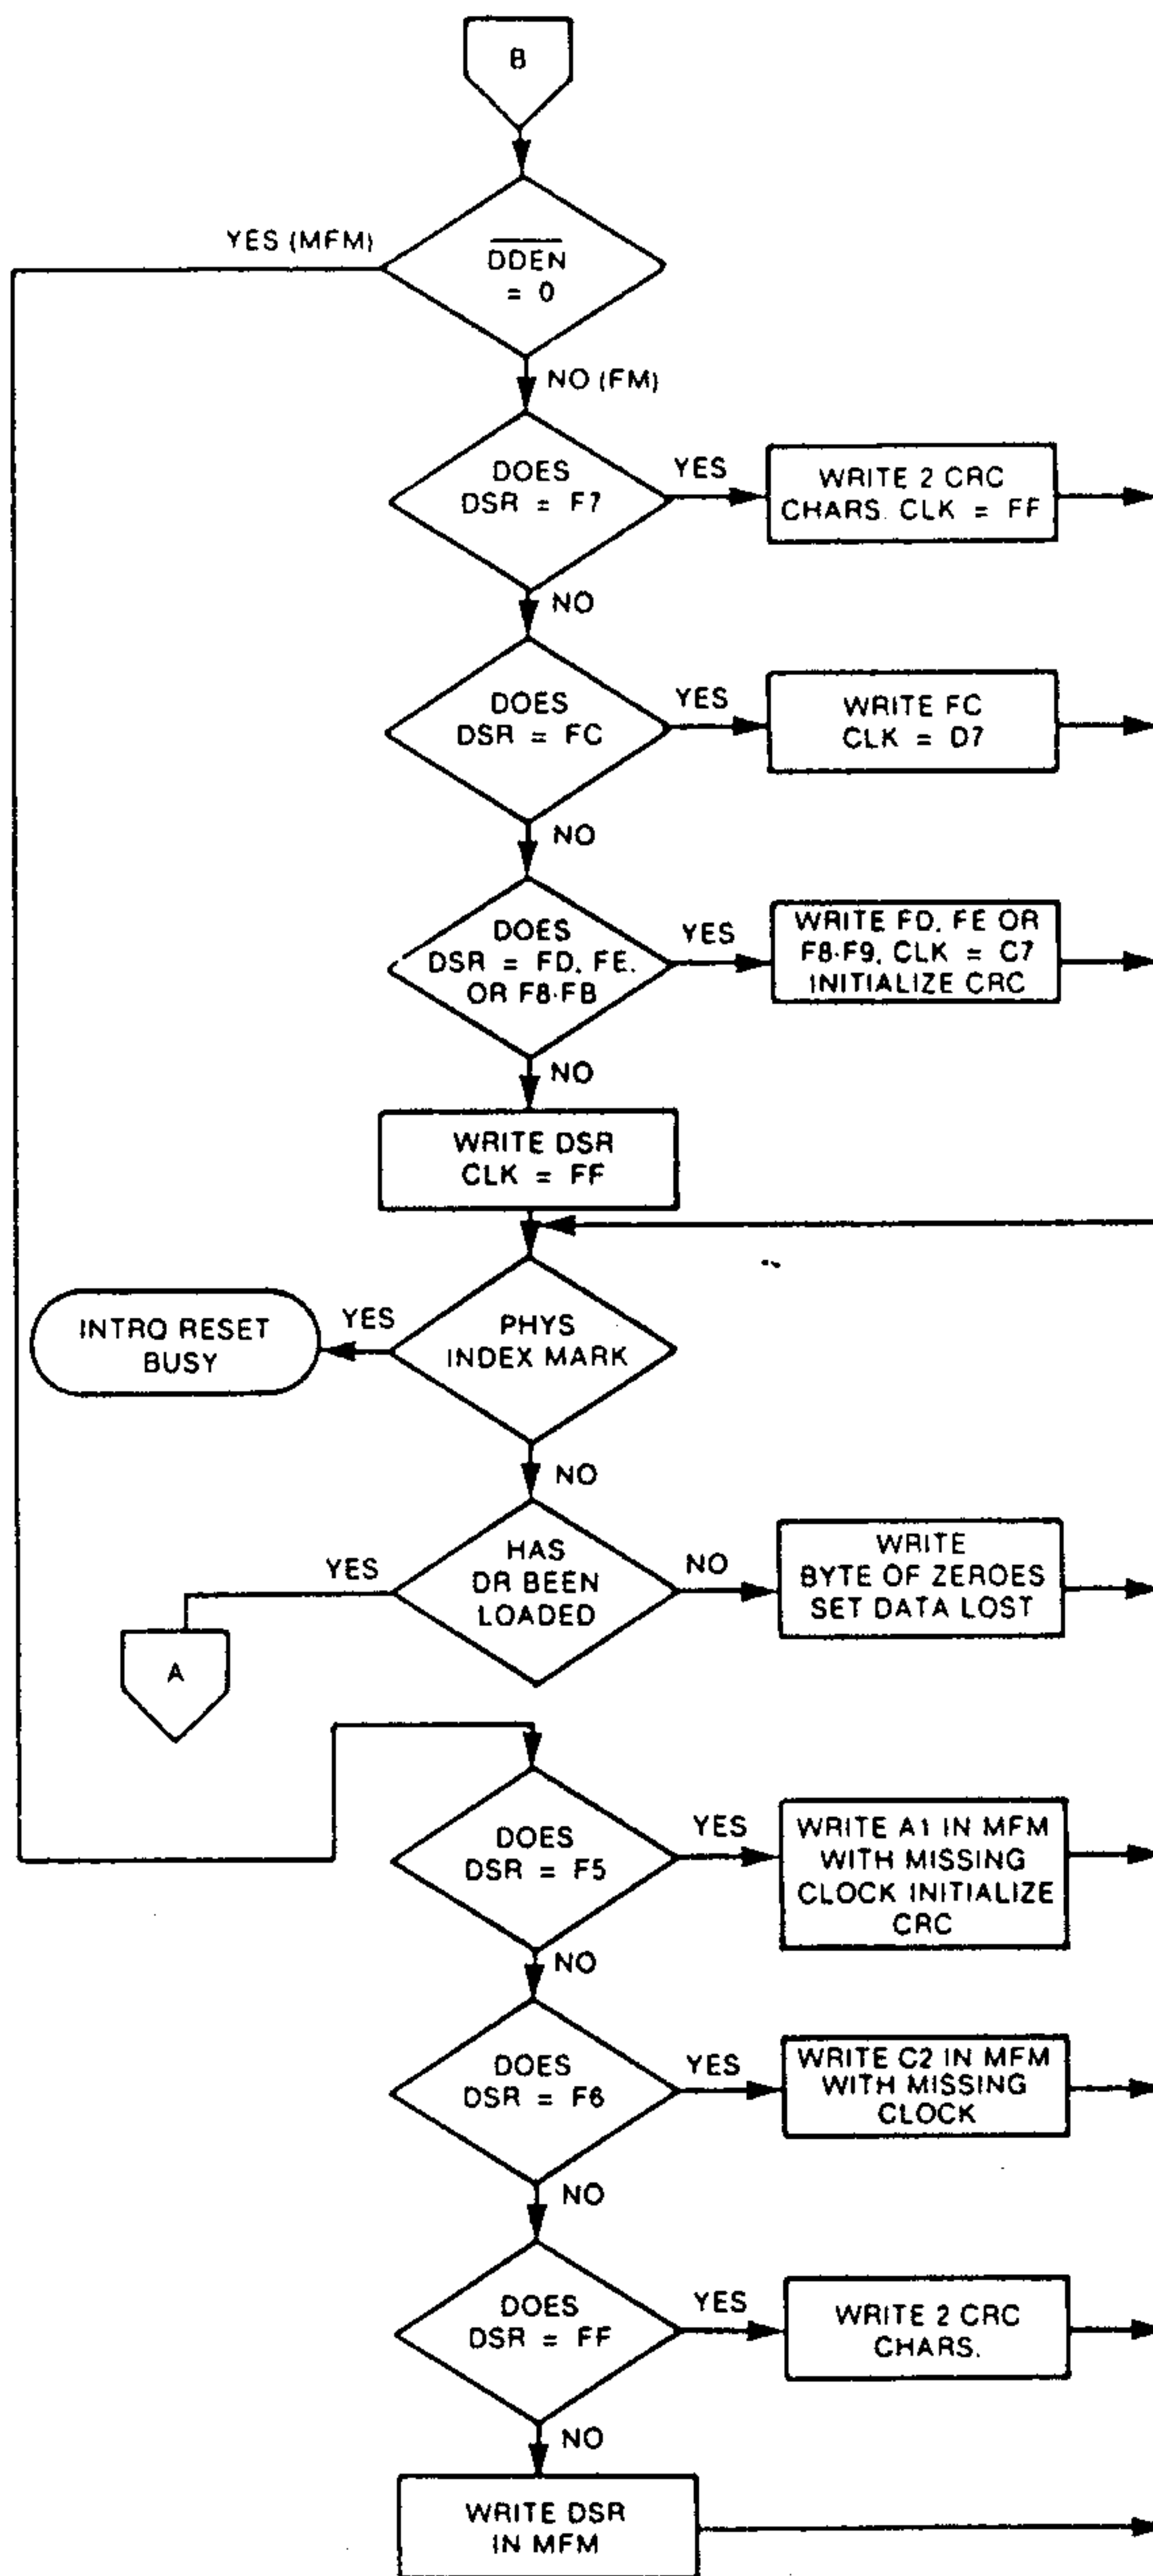 B
YES (MFM)
DDEN
= 0
NO (FM)
DOES
DSR = F7
YES
WRITE 2 CRC
CHARS. CLK = FF
NO
DOES
DSR = FC
YES
WRITE FC
CLK = D7
NO
DOES
DSR = FD, FE,
OR F8-FB
YES
WRITE FD, FE OR
F8-F9, CLK = C7
INITIALIZE CRC
NO
WRITE DSR
CLK = FF
INTRQ RESET
BUSY
YES
PHYS
INDEX MARK
NO
YES
HAS
DR BEEN
LOADED
NO
WRITE
BYTE OF ZEROES
SET DATA LOST
A
DOES
DSR = F5
YES
WRITE A1 IN MFM
WITH MISSING
CLOCK INITIALIZE
CRC
NO
DOES
DSR = F6
YES
WRITE C2 IN MFM
WITH MISSING
CLOCK
NO
DOES
DSR = FF
YES
WRITE 2 CRC
CHARS.
NO
WRITE DSR
IN MFM